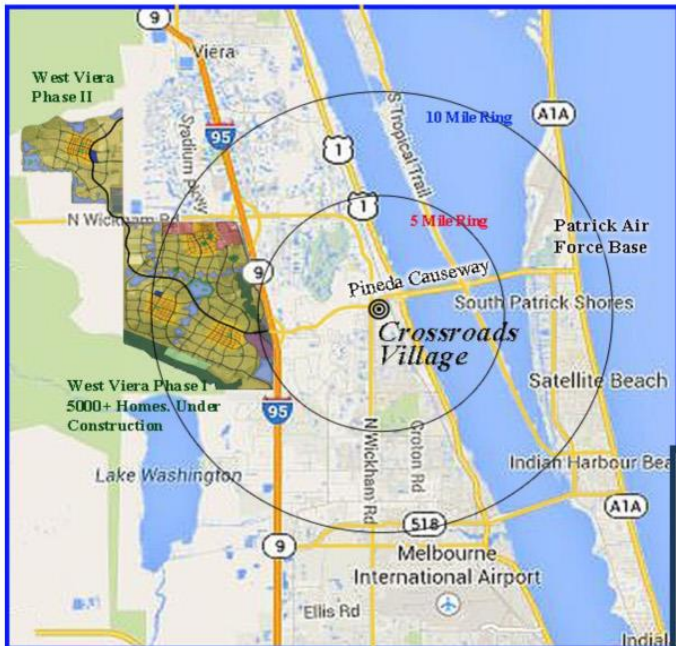 9
Viera
West Viera
Phase II
95
1
A1A
10 Mile Ring
S Tropical Trail
Stadium Pkwy
1
N Wickham Rd
5 Mile Ring
Patrick Air
Force Base
9
Pineda Causeway
South Patrick Shores
Crossroads
Village
West Viera Phase I
5000+ Homes. Under
Construction
95
Satellite Beach
N Wickham Rd
Croton Rd
Lake Washington
Indian Harbour Bea
A1A
518
9
Melbourne
International Airport
Ellis Rd
Indial